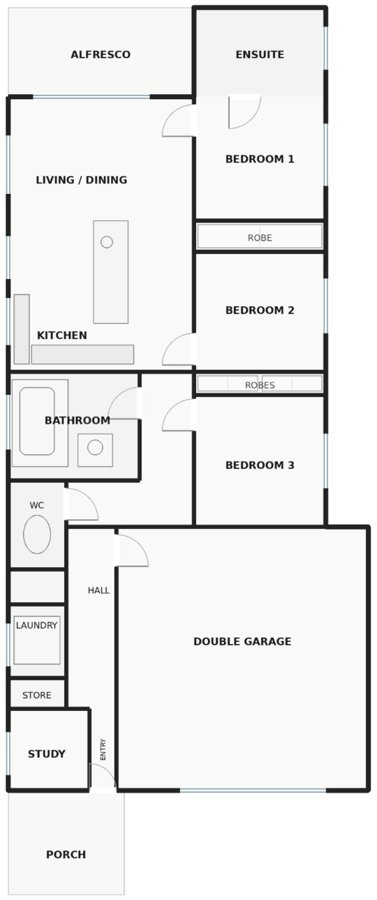 ALFRESCO
ENSUITE
BEDROOM 1
LIVING / DINING
ROBE
BEDROOM 2
KITCHEN
ROBES
BATHROOM
BEDROOM 3
WC
HALL
LAUNDRY
DOUBLE GARAGE
STORE
ENTRY
STUDY
PORCH